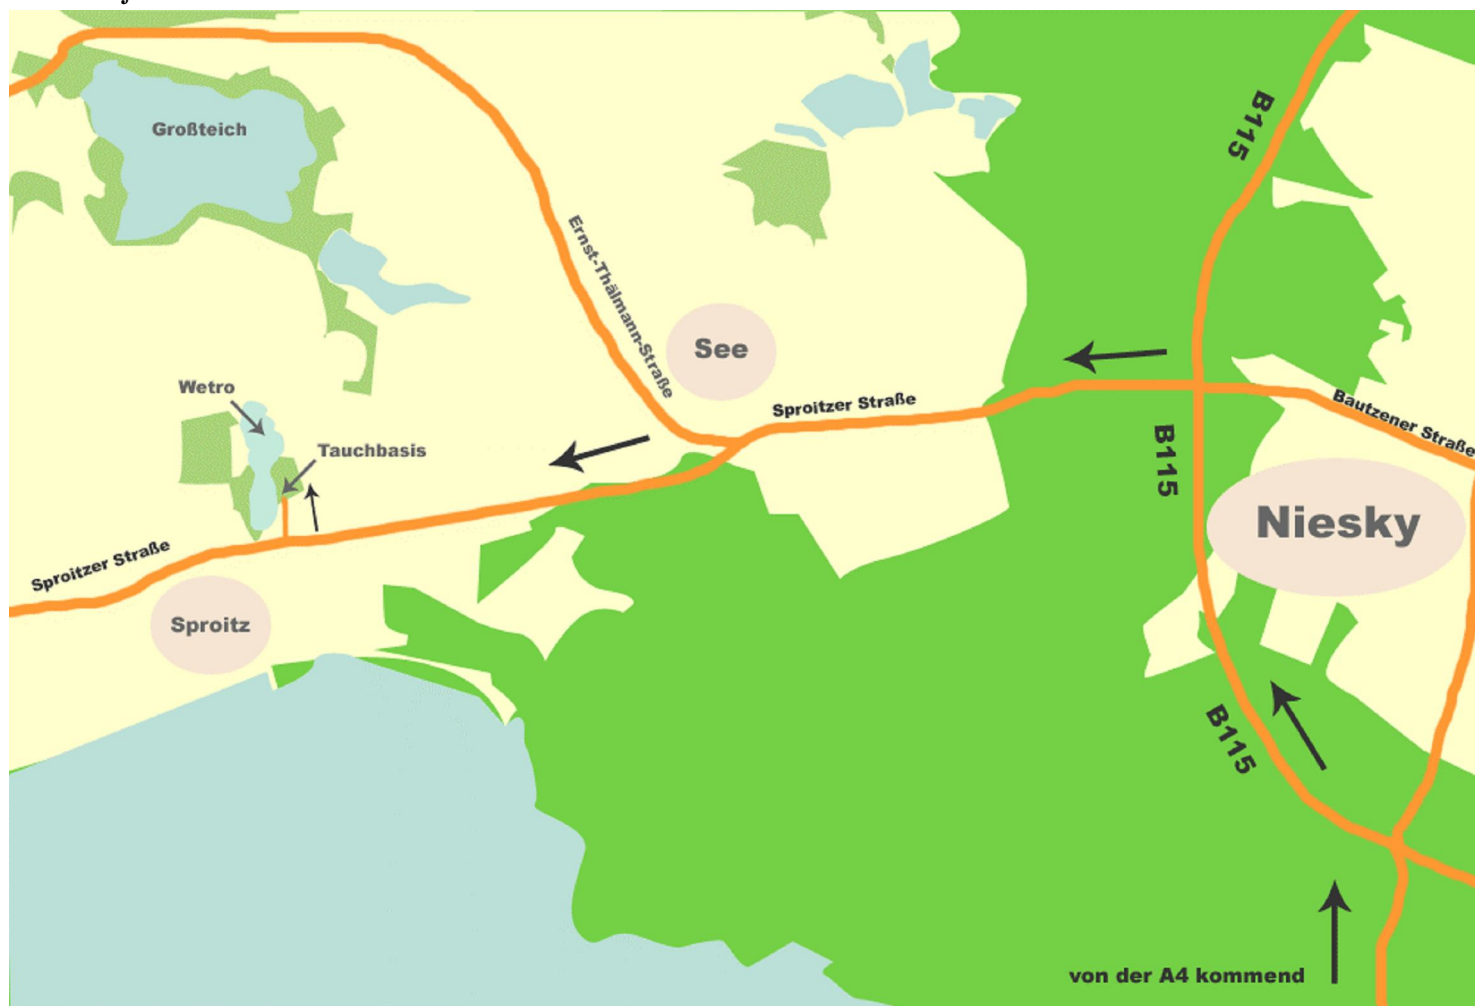 B115
Großteich
Ernst-Thälmann-Straße
See
Wetro
Sproitzer Straße
Bautzener Straße
Tauchbasis
B115
Niesky
Sproitzer Straße
Sproitz
B115
von der A4 kommend